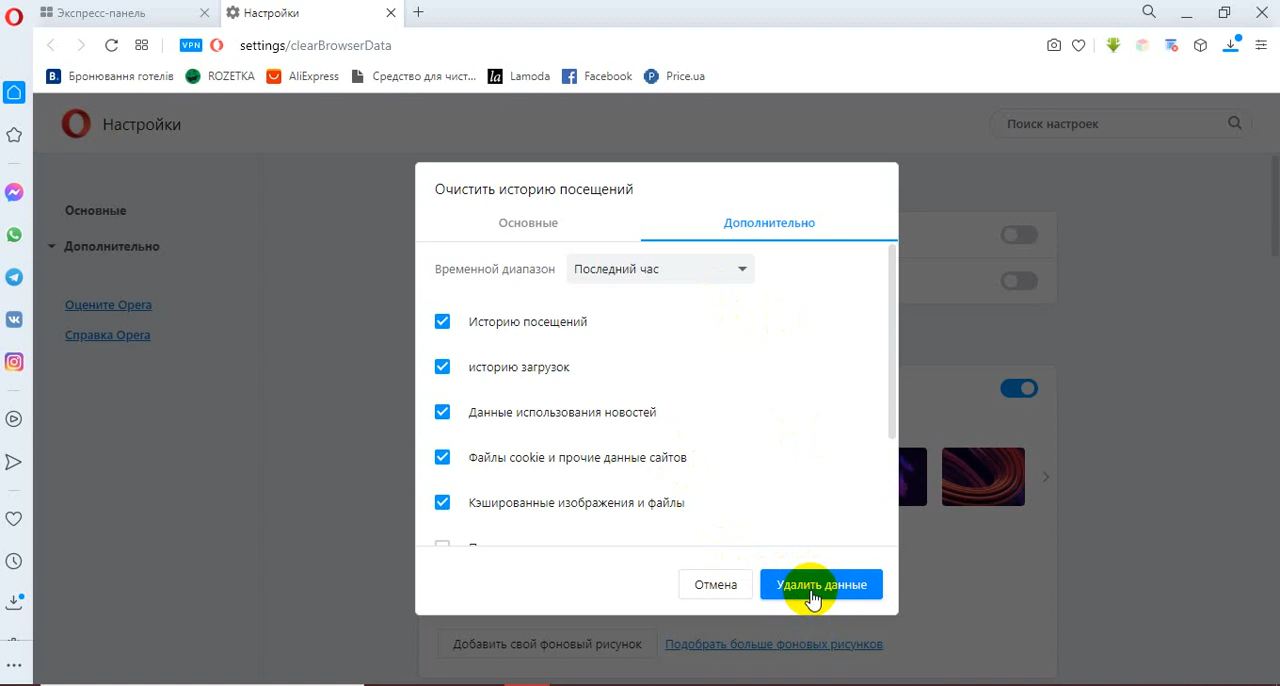 Экспресс-панель
Настройки
VPN
settings/clearBrowserData
B. Бронювання готелів
ROZETKA
AliExpress
Средство для чист...
la Lamoda
Facebook
P Price.ua
Настройки
Поиск настроек
Основные
Дополнительно
Оцените Opera
Справка Opera
Очистить историю посещений
Основные
Дополнительно
Временной диапазон
Последний час
Историю посещений
историю загрузок
Данные использования новостей
Файлы cookie и прочие данные сайтов
Кэшированные изображения и файлы
Отмена
Удалить данные
Добавить свой фоновый рисунок
Подобрать больше фоновых рисунков